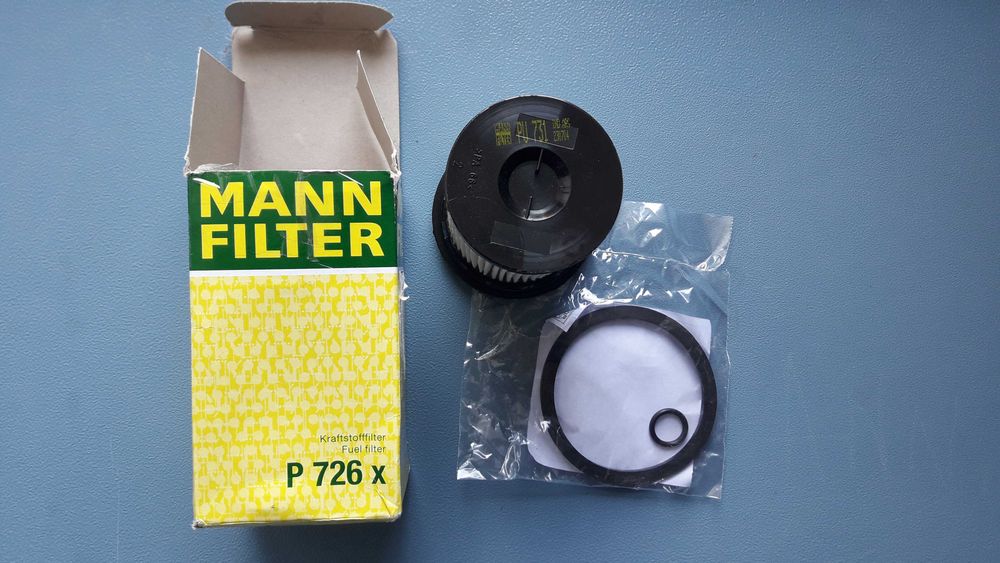 MANN
FILTER
Kraftstofffilter
Fuel filter
P 726 x
PU 731